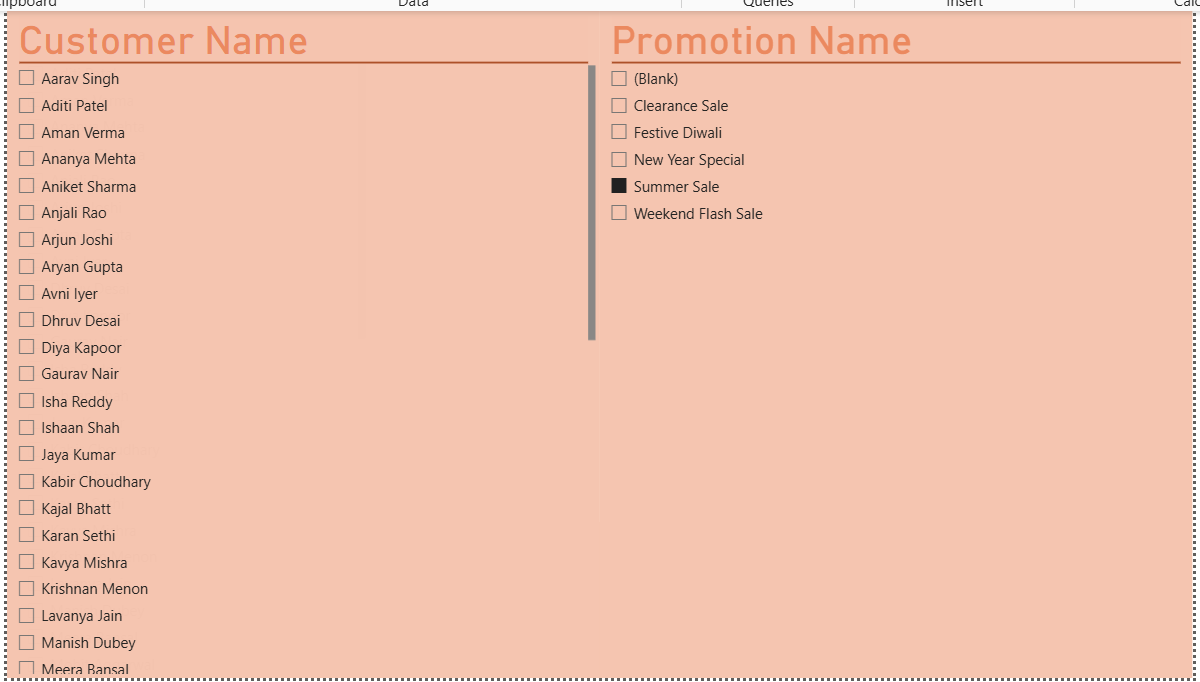 Data
Queries
Insert
Customer Name
Aarav Singh
Aditi Patel
Aman Verma
Ananya Mehta
Aniket Sharma
Anjali Rao
Arjun Joshi
Aryan Gupta
Avni Iyer
Dhruv Desai
Diya Kapoor
Gaurav Nair
Isha Reddy
Ishaan Shah
Jaya Kumar
Kabir Choudhary
Kajal Bhatt
Karan Sethi
Kavya Mishra
Krishnan Menon
Lavanya Jain
Manish Dubey
Meera Bansal
Promotion Name
(Blank)
Clearance Sale
Festive Diwali
New Year Special
Summer Sale
Weekend Flash Sale